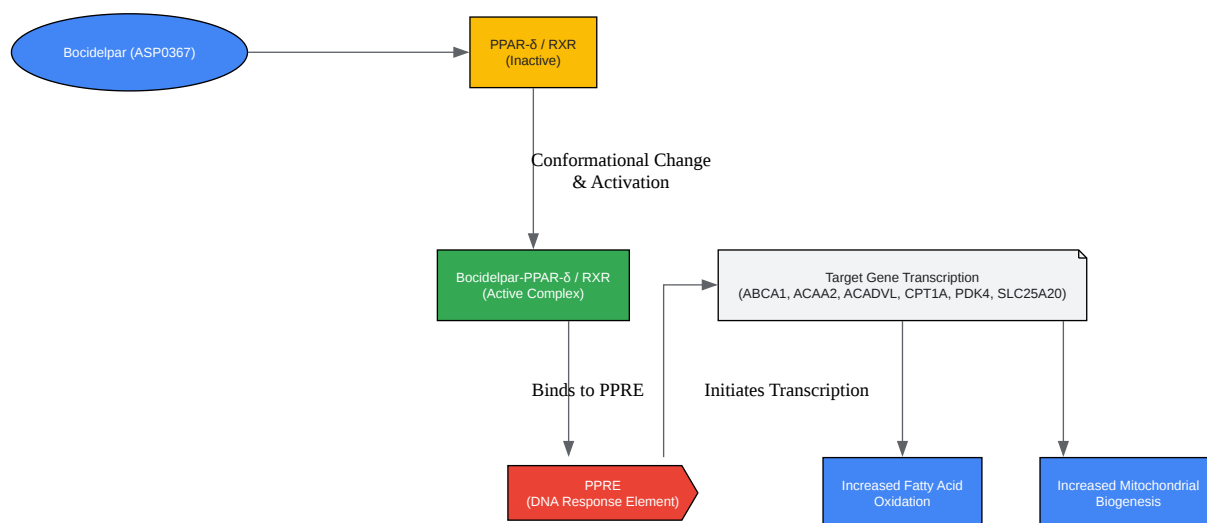 Bocidelpar (ASP0367)
PPAR-δ / RXR
(Inactive)
Conformational Change
& Activation
Bocidelpar-PPAR-δ / RXR
(Active Complex)
Target Gene Transcription
(ABCA1, ACAA2, ACADVL, CPT1A, PDK4, SLC25A20)
Binds to PPRE
Initiates Transcription
PPRE
(DNA Response Element)
Increased Fatty Acid
Oxidation
Increased Mitochondrial
Biogenesis